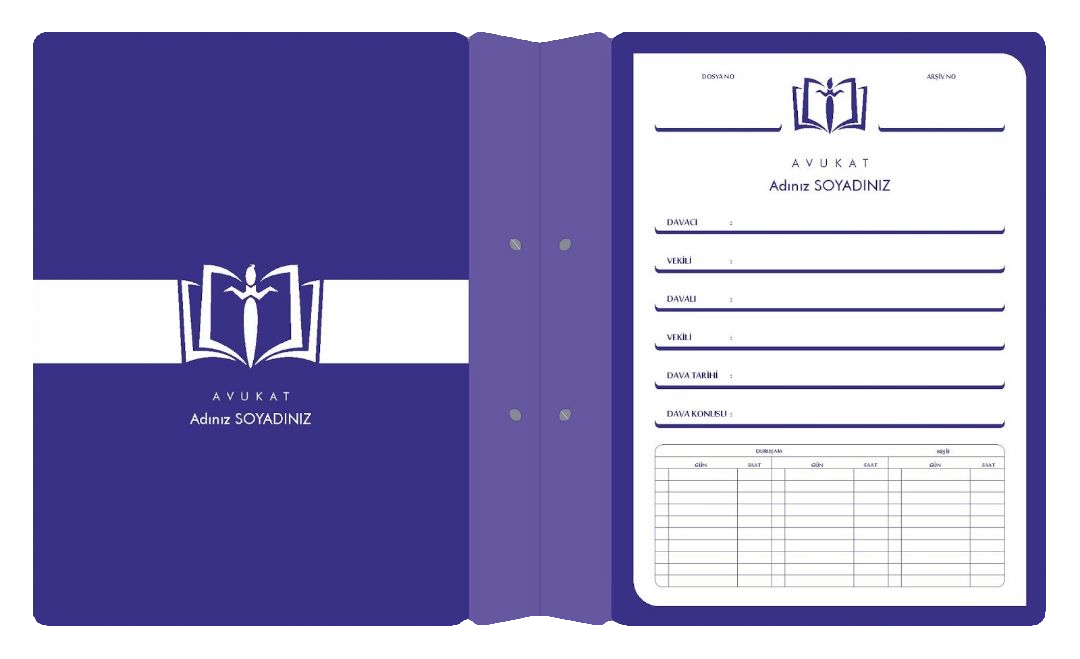 AVUKAT
Adınız SOYADINIZ
DOSYA NO
ARŞİV NO
AVUKAT
Adınız SOYADINIZ
DAVACI :
VEKİLİ :
DAVALI :
VEKİLİ :
DAVA TARİHİ :
DAVA KONUSU :
DURUŞMA KEŞİF
GÜN SAAT GÜN SAAT GÜN SAAT